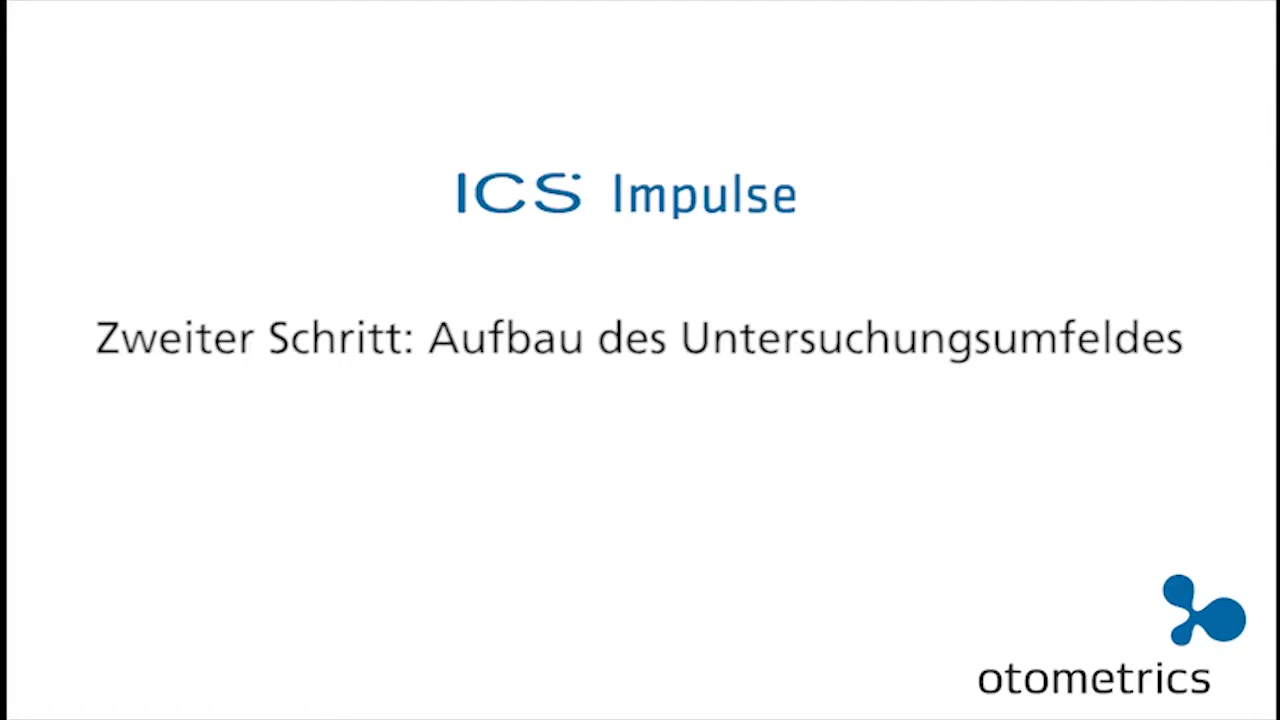 ICS Impulse
Zweiter Schritt: Aufbau des Untersuchungsumfeldes
otometrics